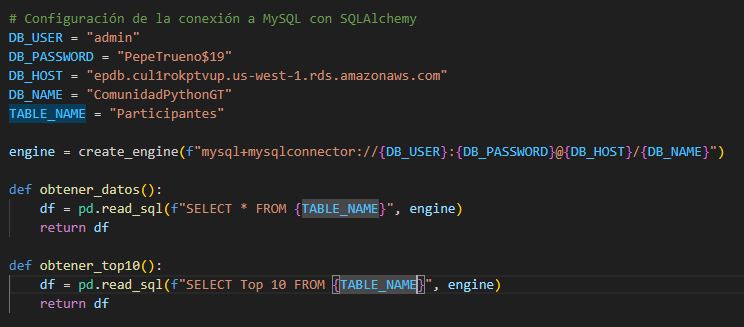 # Configuración de la conexión a MySQL con SQLAlchemy
DB_USER = "admin"
DB_PASSWORD = "PepeTrueno$19"
DB_HOST = "epdb.cul1rokptvup.us-west-1.rds.amazonaws.com"
DB_NAME = "ComunidadPythonGT"
TABLE_NAME = "Participantes"
engine = create_engine(f"mysql+mysqlconnector://{DB_USER}:{DB_PASSWORD}@{DB_HOST}/{DB_NAME}")
def obtener_datos():
    df = pd.read_sql(f"SELECT * FROM {TABLE_NAME}", engine)
    return df
def obtener_top10():
    df = pd.read_sql(f"SELECT Top 10 FROM {TABLE_NAME}", engine)
    return df